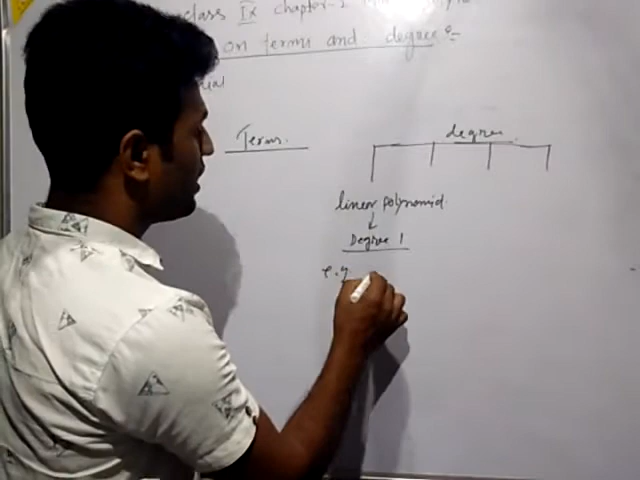 class IX chapter-2
on terms and degree :-
Terms.
degree.
linear polynomial.
Degree 1
e.g